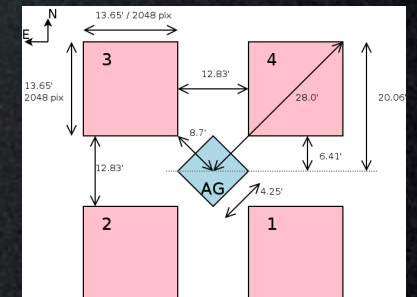 N
13.65' / 2048 pix
E
3
4
12.83'
13.65'
2048 pix
28.0'
20.06'
8.7'
6.41'
12.83'
AG
4.25'
2
1